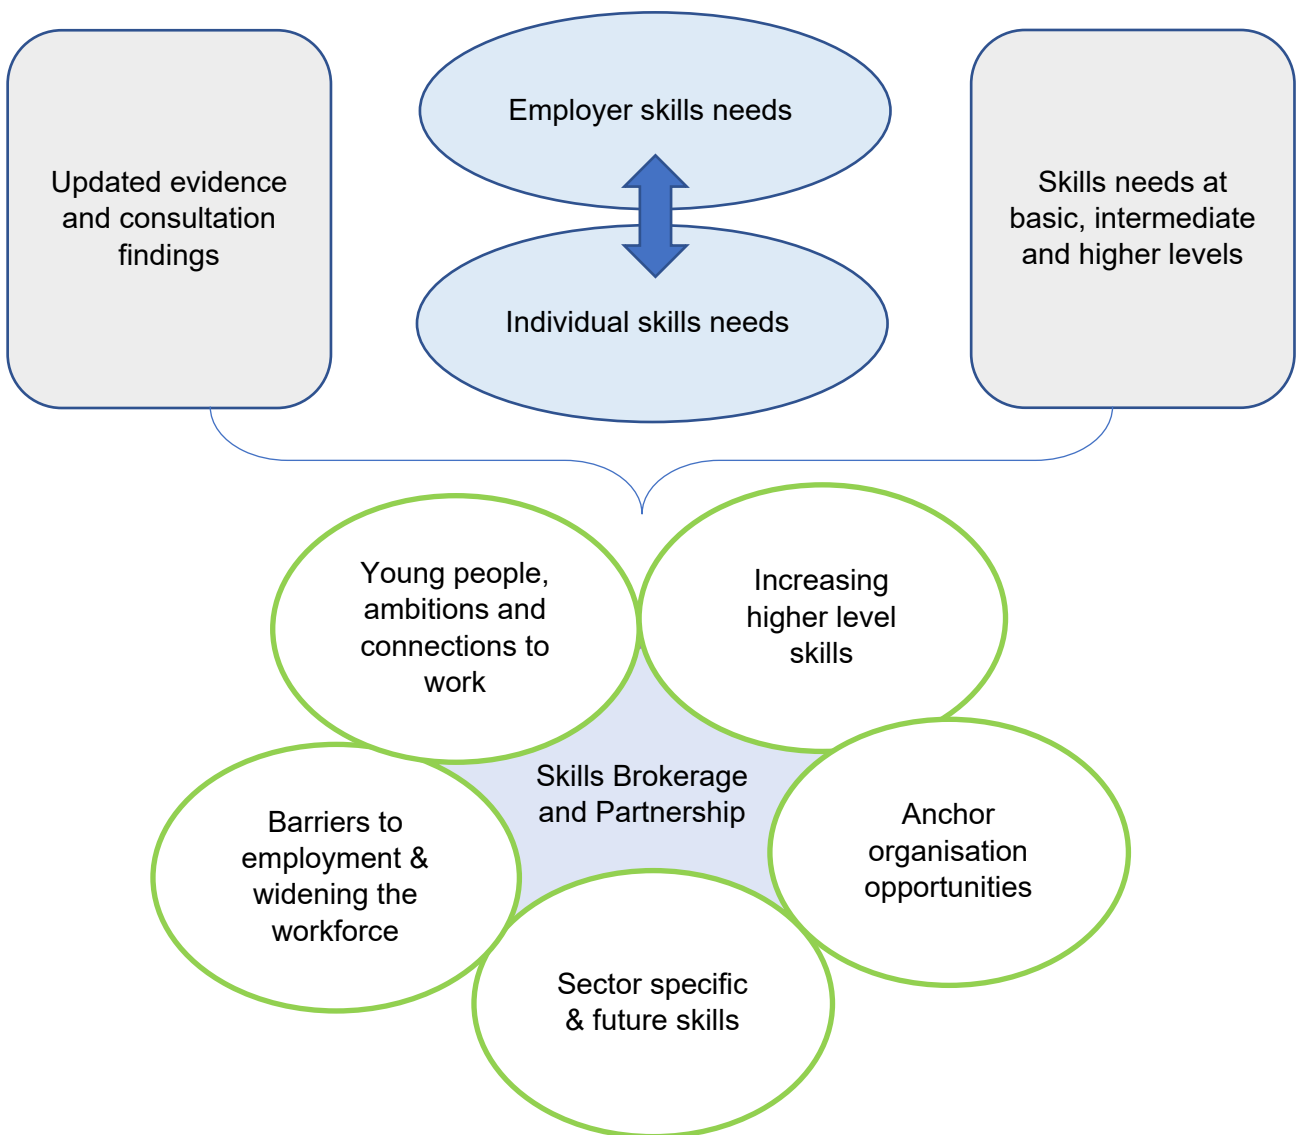 Updated evidence
and consultation
findings
Employer skills needs
Individual skills needs
Skills needs at
basic, intermediate
and higher levels
Young people,
ambitions and
connections to
work
Increasing
higher level
skills
Skills Brokerage
and Partnership
Barriers to
employment &
widening the
workforce
Anchor
organisation
opportunities
Sector specific
& future skills